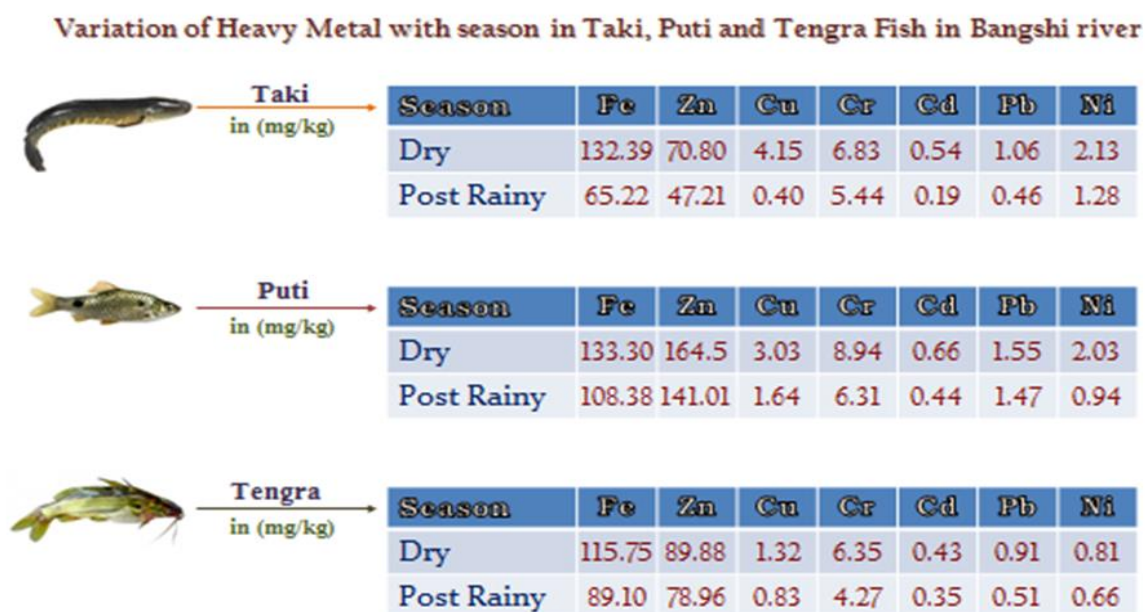 Variation of Heavy Metal with season in Taki, Puti and Tengra Fish in Bangshi river
Taki
in (mg/kg)
Season Fe Zn Cu Cr Cd Pb Ni
Dry 132.39 70.80 4.15 6.83 0.54 1.06 2.13
Post Rainy 65.22 47.21 0.40 5.44 0.19 0.46 1.28
Puti
in (mg/kg)
Season Fe Zn Cu Cr Cd Pb Ni
Dry 133.30 164.5 3.03 8.94 0.66 1.55 2.03
Post Rainy 108.38 141.01 1.64 6.31 0.44 1.47 0.94
Tengra
in (mg/kg)
Season Fe Zn Cu Cr Cd Pb Ni
Dry 115.75 89.88 1.32 6.35 0.43 0.91 0.81
Post Rainy 89.10 78.96 0.83 4.27 0.35 0.51 0.66